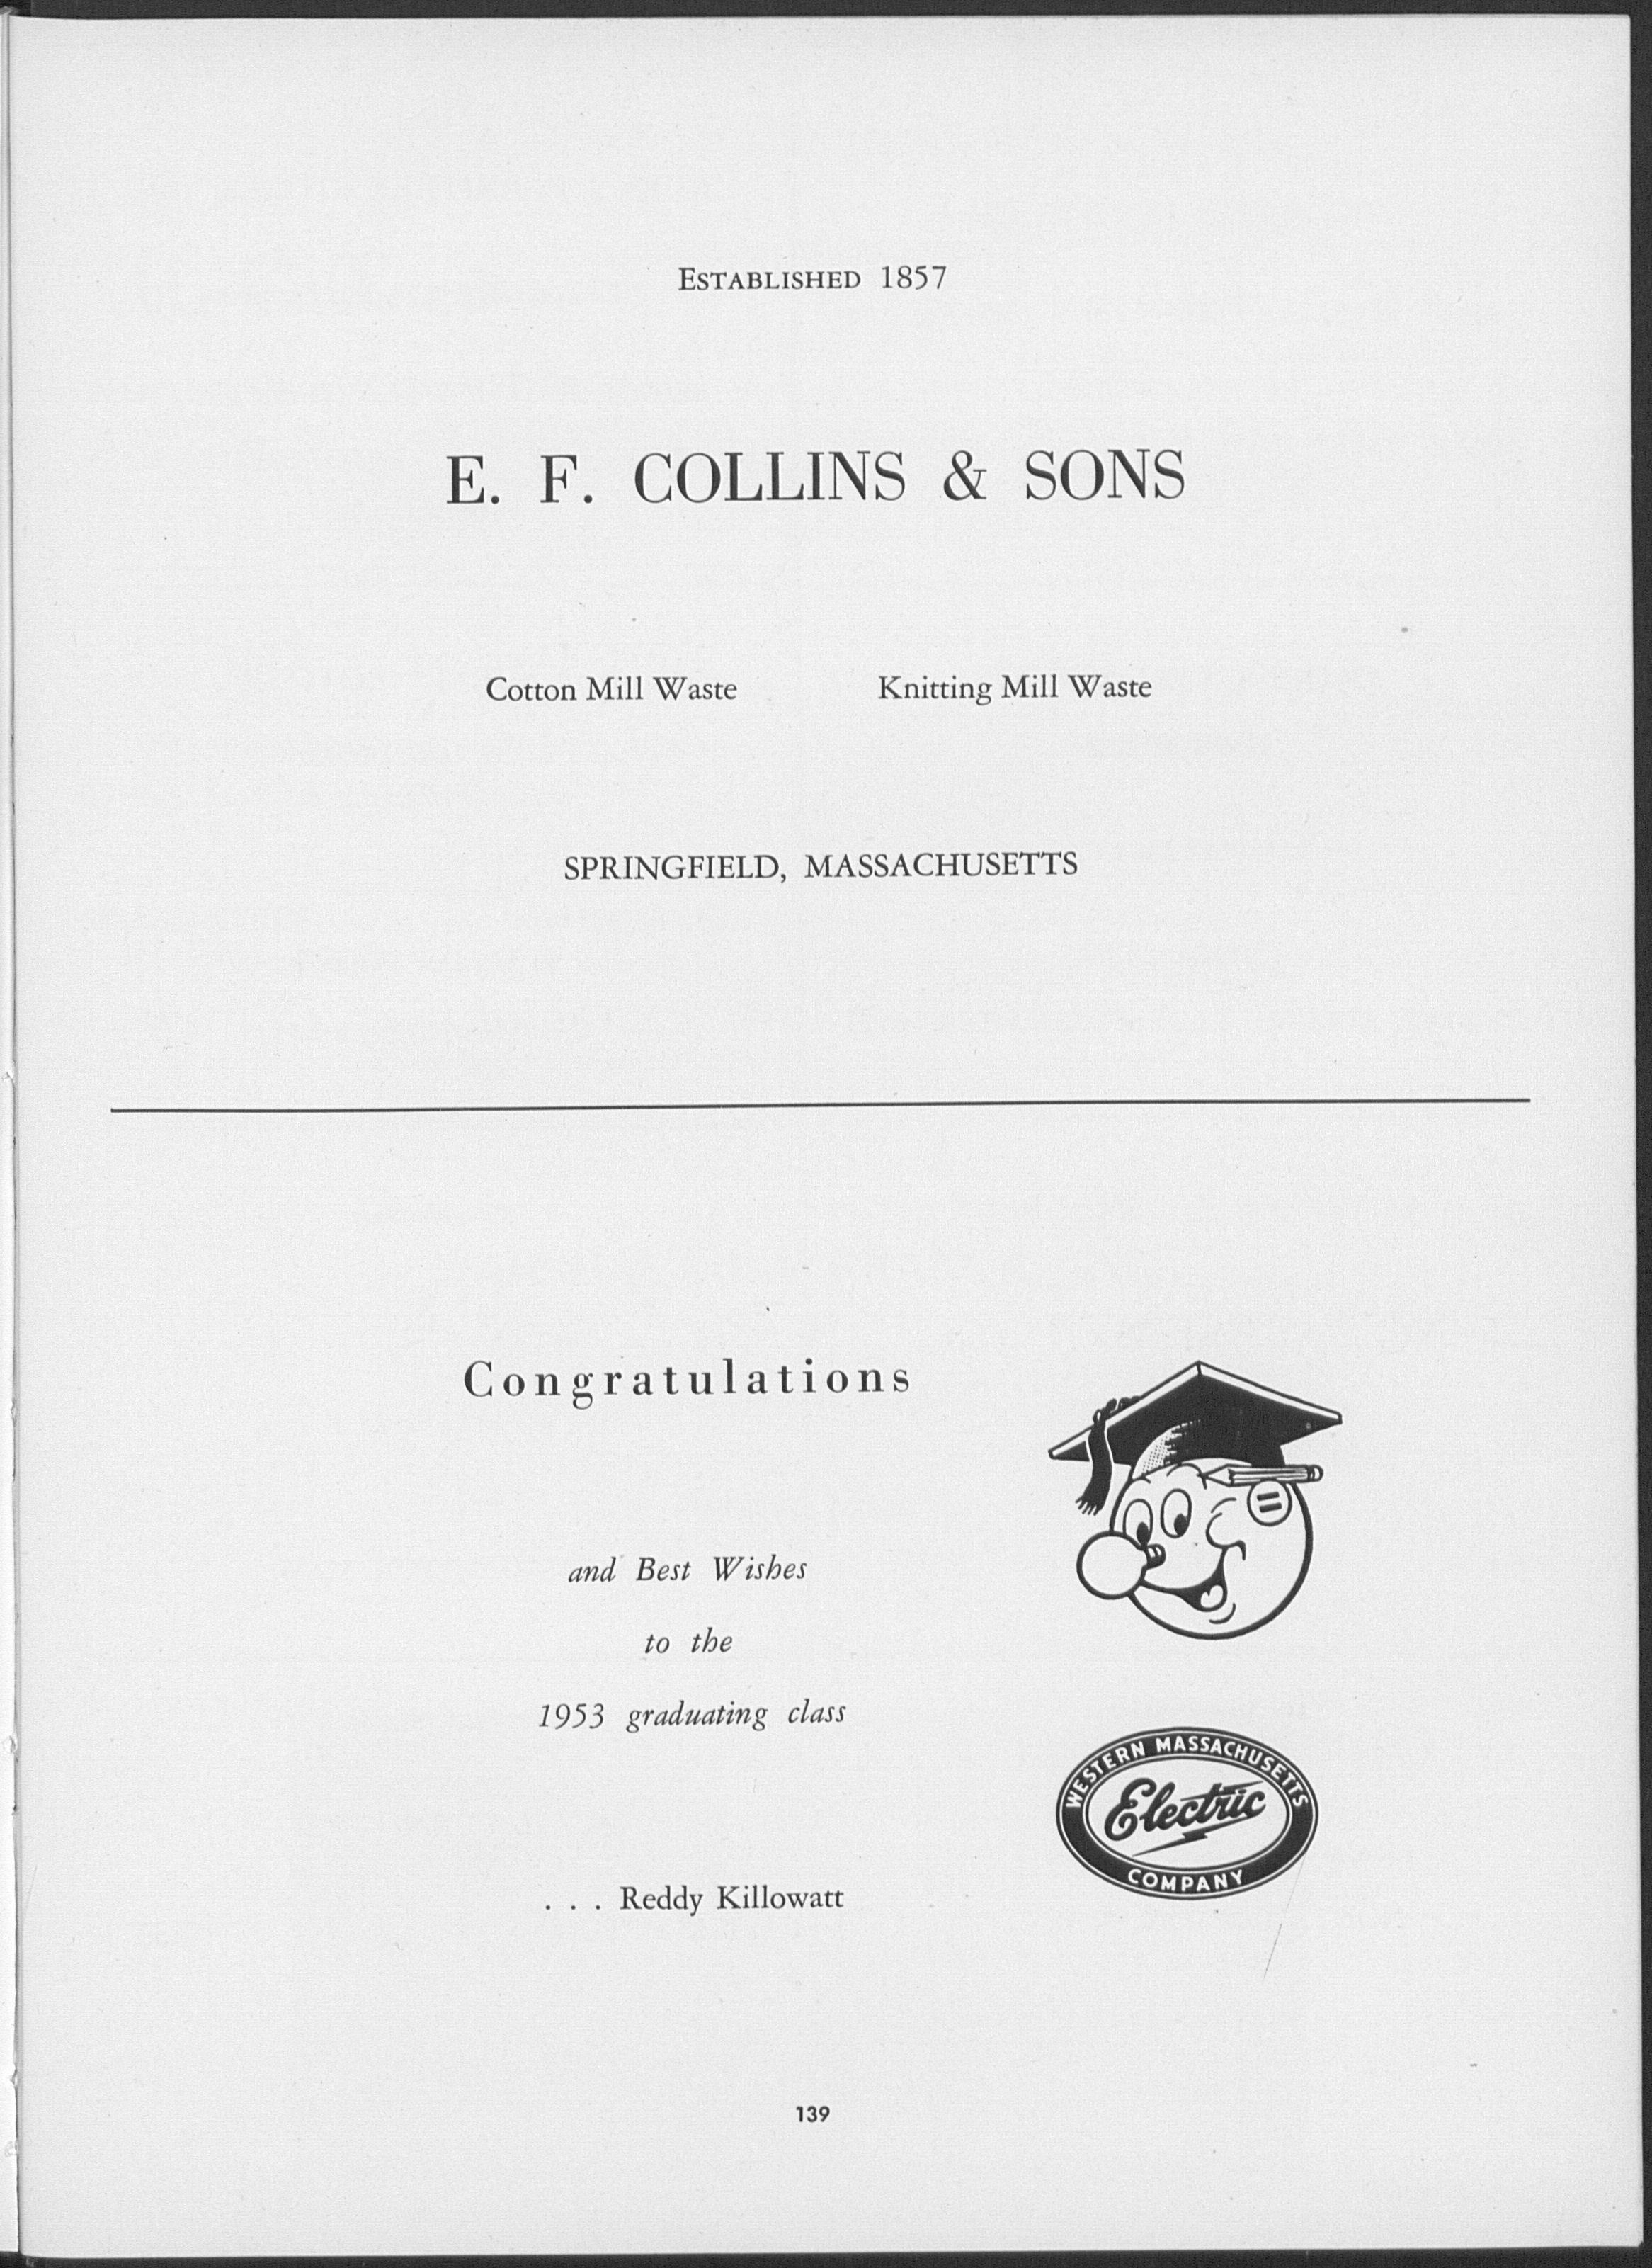 ESTABLISHED 1857
E. F. COLLINS & SONS
Cotton Mill Waste Knitting Mill Waste
SPRINGFIELD, MASSACHUSETTS
Congratulations
and Best Wishes
to the
1953 graduating class
. . . Reddy Killowatt
WESTERN MASSACHUSETTS
Electric
COMPANY
139